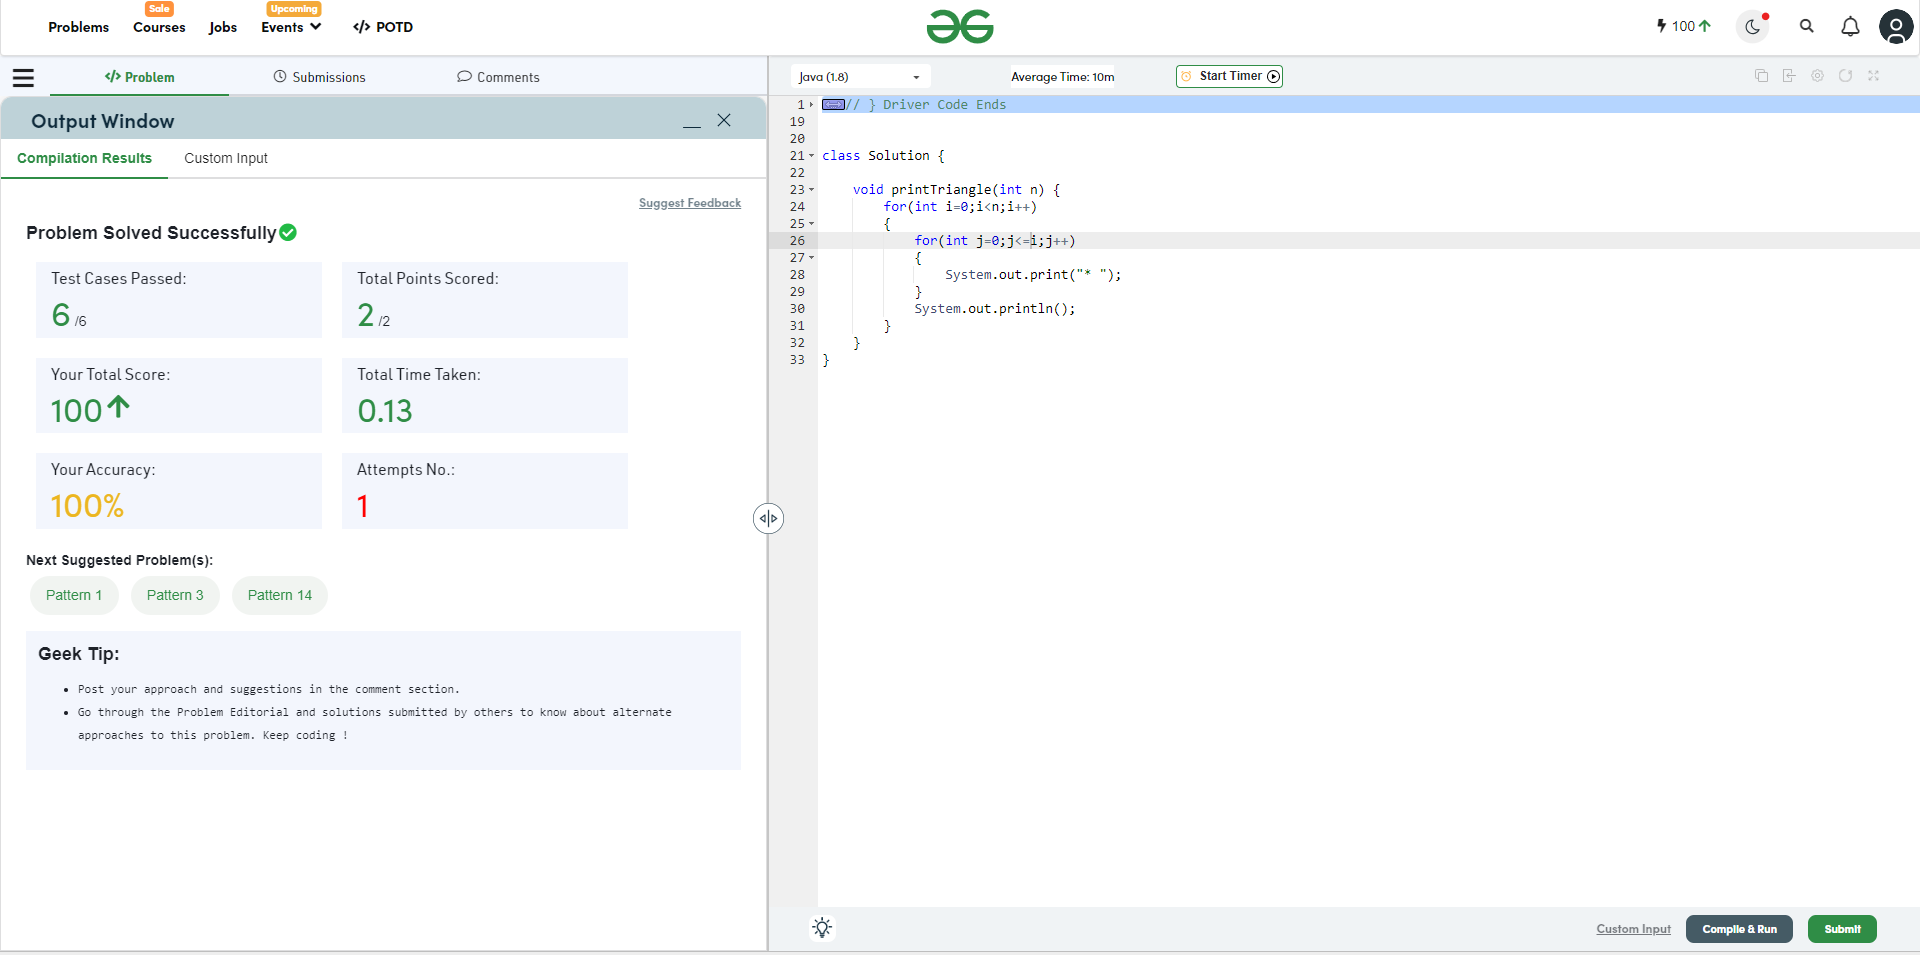 Problems
Sale
Courses
Jobs
Upcoming
Events
</> POTD
100
</> Problem
Submissions
Comments
Output Window
Compilation Results
Custom Input
Suggest Feedback
Problem Solved Successfully
Test Cases Passed:
6 /6
Total Points Scored:
2 /2
Your Total Score:
100
Total Time Taken:
0.13
Your Accuracy:
100%
Attempts No.:
1
Next Suggested Problem(s):
Pattern 1
Pattern 3
Pattern 14
Geek Tip:
• Post your approach and suggestions in the comment section.
• Go through the Problem Editorial and solutions submitted by others to know about alternate
approaches to this problem. Keep coding !
Java (1.8)
Average Time: 10m
Start Timer
1 // } Driver Code Ends
19
20
21 class Solution {
22
23     void printTriangle(int n) {
24         for(int i=0;i<n;i++)
25         {
26             for(int j=0;j<=i;j++)
27             {
28                 System.out.print("* ");
29             }
30             System.out.println();
31         }
32     }
33 }
Custom Input
Compile & Run
Submit